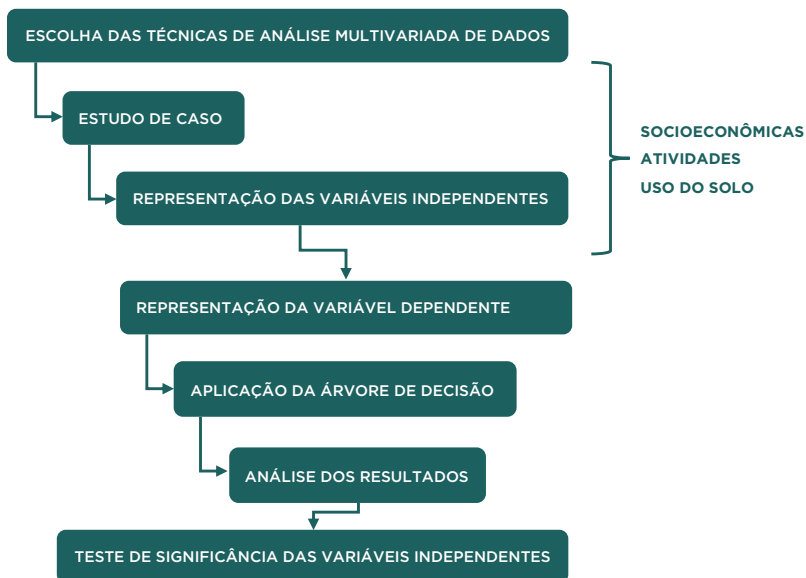 ESCOLHA DAS TÉCNICAS DE ANÁLISE MULTIVARIADA DE DADOS
ESTUDO DE CASO
REPRESENTAÇÃO DAS VARIÁVEIS INDEPENDENTES
SOCIOECONÔMICAS
ATIVIDADES
USO DO SOLO
REPRESENTAÇÃO DA VARIÁVEL DEPENDENTE
APLICAÇÃO DA ÁRVORE DE DECISÃO
ANÁLISE DOS RESULTADOS
TESTE DE SIGNIFICÂNCIA DAS VARIÁVEIS INDEPENDENTES